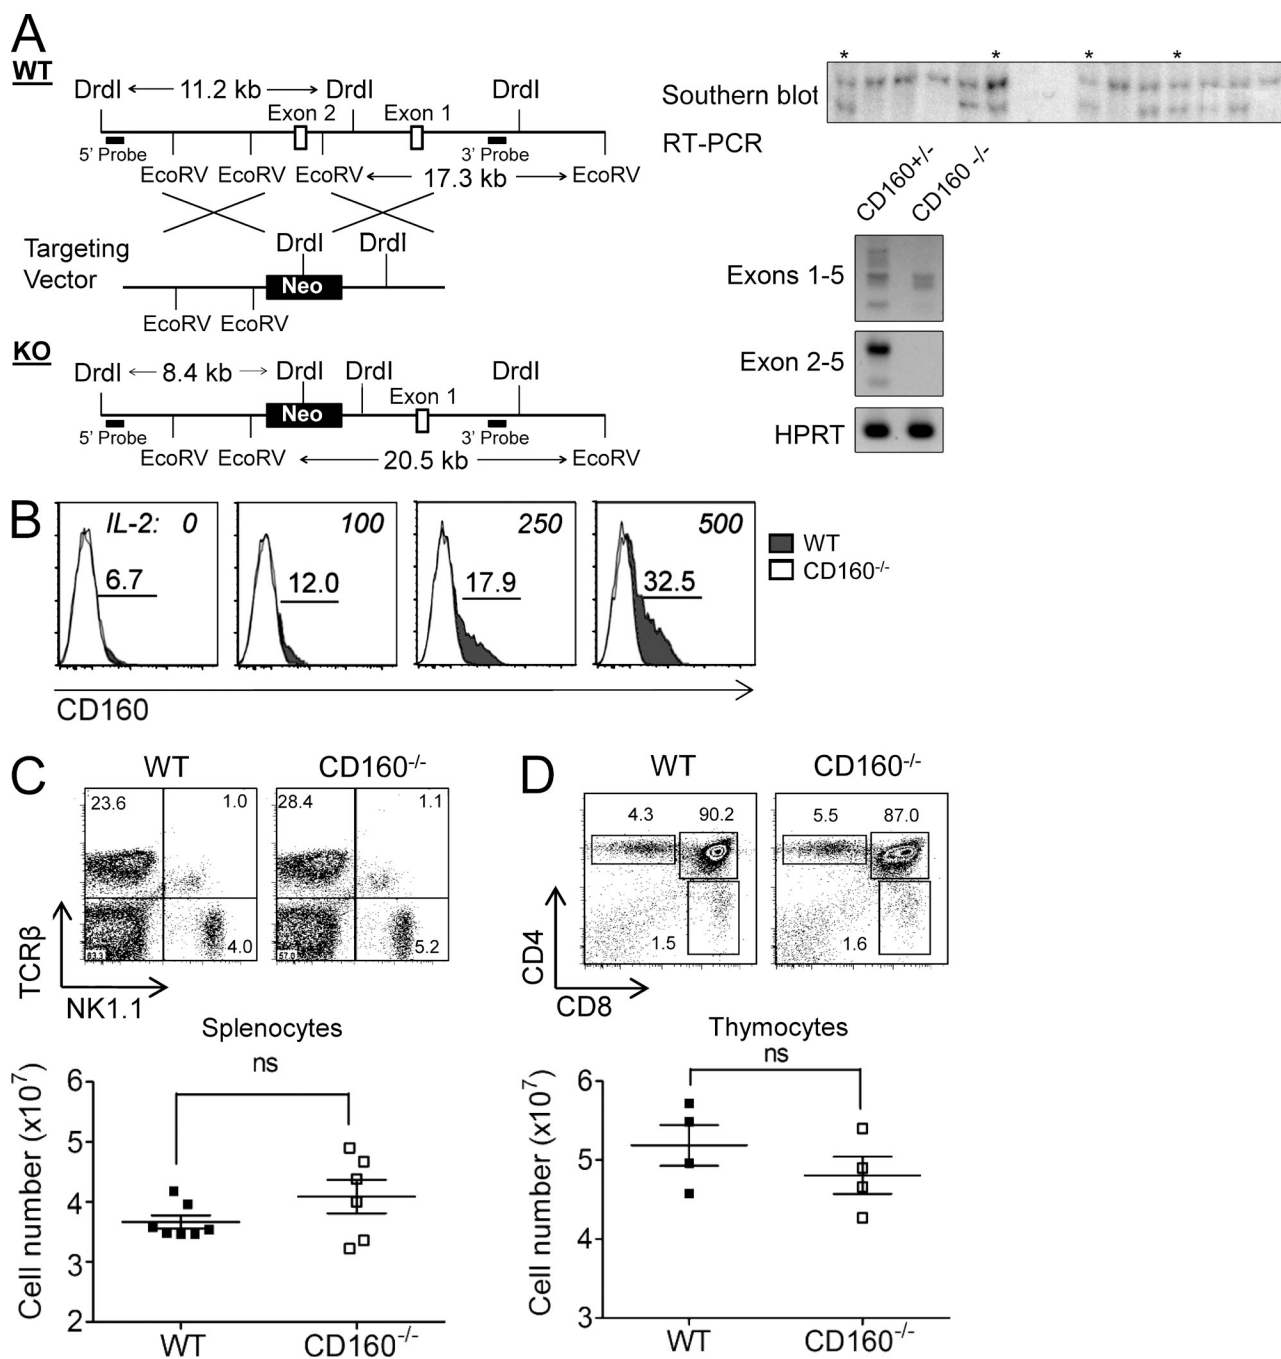 A
WT
DrdI 11.2 kb DrdI DrdI
Exon 2 Exon 1
5' Probe 3' Probe
EcoRV EcoRV EcoRV 17.3 kb EcoRV
Targeting
Vector
DrdI DrdI
Neo
EcoRV EcoRV
KO
DrdI 8.4 kb DrdI DrdI DrdI
Neo Exon 1
5' Probe 3' Probe
EcoRV EcoRV 20.5 kb EcoRV
* * * *
Southern blot
RT-PCR
CD160+/- CD160 -/-
Exons 1-5
Exon 2-5
HPRT
B
IL-2: 0 100 250 500
6.7 12.0 17.9 32.5
WT
CD160-/-
CD160
C
WT CD160-/-
23.6 1.0 28.4 1.1
4.0 57.0 5.2
TCRβ
NK1.1
Splenocytes
ns
Cell number (x10⁷)
6
5
4
3
2
WT CD160-/-
D
WT CD160-/-
4.3 90.2 5.5 87.0
1.5 1.6
CD4
CD8
Thymocytes
ns
Cell number (x10⁷)
6
5
4
3
WT CD160-/-